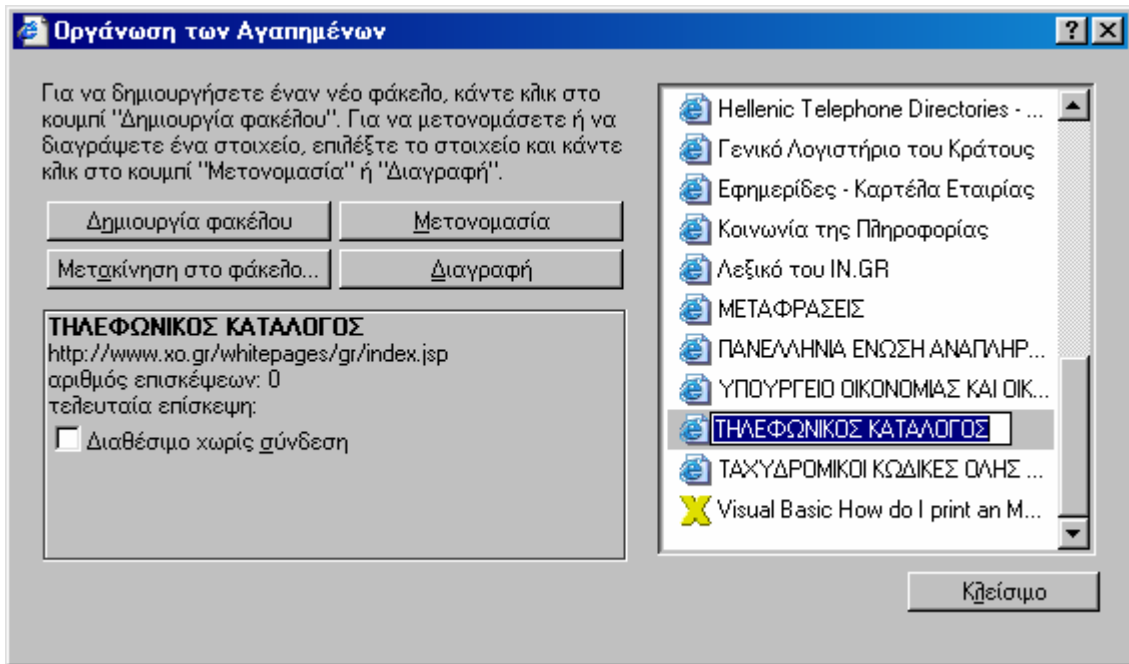 Οργάνωση των Αγαπημένων
Για να δημιουργήσετε έναν νέο φάκελο, κάντε κλικ στο
κουμπί "Δημιουργία φακέλου". Για να μετονομάσετε ή να
διαγράψετε ένα στοιχείο, επιλέξτε το στοιχείο και κάντε
κλικ στο κουμπί "Μετονομασία" ή "Διαγραφή".
Δημιουργία φακέλου
Μετονομασία
Μετακίνηση στο φάκελο...
Διαγραφή
ΤΗΛΕΦΩΝΙΚΟΣ ΚΑΤΑΛΟΓΟΣ
http://www.xo.gr/whitepages/gr/index.jsp
αριθμός επισκέψεων: 0
τελευταία επίσκεψη:
Διαθέσιμο χωρίς σύνδεση
Hellenic Telephone Directories - ...
Γενικό Λογιστήριο του Κράτους
Εφημερίδες - Καρτέλα Εταιρίας
Κοινωνία της Πληροφορίας
Λεξικό του IN.GR
ΜΕΤΑΦΡΑΣΕΙΣ
ΠΑΝΕΛΛΗΝΙΑ ΕΝΩΣΗ ΑΝΑΠΛΗΡ...
ΥΠΟΥΡΓΕΙΟ ΟΙΚΟΝΟΜΙΑΣ ΚΑΙ ΟΙΚ...
ΤΗΛΕΦΩΝΙΚΟΣ ΚΑΤΑΛΟΓΟΣ
ΤΑΧΥΔΡΟΜΙΚΟΙ ΚΩΔΙΚΕΣ ΟΛΗΣ ...
Visual Basic How do I print an M...
Κλείσιμο